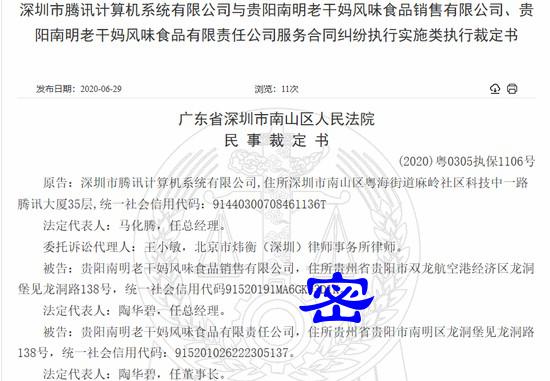 深圳市腾讯计算机系统有限公司与贵阳南明老干妈风味食品销售有限公司、贵
阳南明老干妈风味食品有限责任公司服务合同纠纷执行实施类执行裁定书
发布日期：2020-06-29 浏览：11次
广东省深圳市南山区人民法院
民事裁定书
(2020)粤0305执保1106号
原告：深圳市腾讯计算机系统有限公司,住所深圳市南山区粤海街道麻岭社区科技中一路
腾讯大厦35层,统一社会信用代码：91440300708461136T
法定代表人：马化腾，任总经理。
委托诉讼代理人：王小敏，北京市炜衡（深圳）律师事务所律师。
被告：贵阳南明老干妈风味食品销售有限公司，住所贵州省贵阳市双龙航空港经济区龙洞
堡见龙洞路138号，统一社会信用代码
密
法定代表人：陶华碧，任总经理。
被告：贵阳南明老干妈风味食品有限责任公司，住所贵州省贵阳市南明区龙洞堡见龙洞路
138号，统一社会信用代码：915201026222305137。
法定代表人：陶华碧，任董事长。